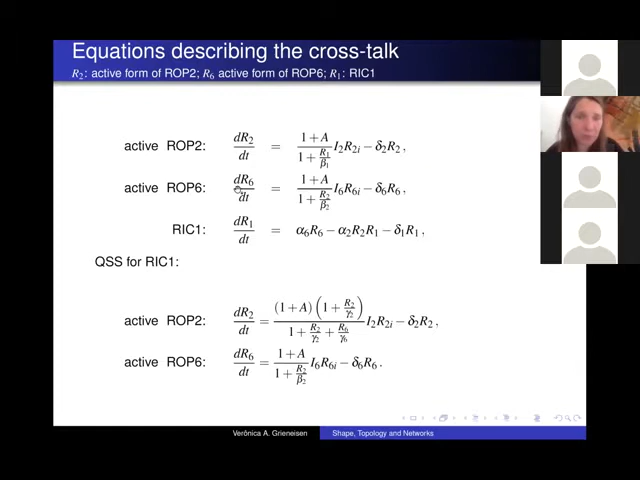 Equations describing the cross-talk
R₂: active form of ROP2; R₆ active form of ROP6; R₁: RIC1
active ROP2: dR₂/dt = (1+A)/(1+R₁/β₁) I₂R₂ᵢ − δ₂R₂ ,
active ROP6: dR₆/dt = (1+A)/(1+R₂/β₂) I₆R₆ᵢ − δ₆R₆ ,
RIC1: dR₁/dt = α₆R₆ − α₂R₂R₁ − δ₁R₁ ,
QSS for RIC1:
active ROP2: dR₂/dt = (1+A)(1+R₂/γ₂)/(1+R₂/γ₂+R₆/γ₆) I₂R₂ᵢ − δ₂R₂ ,
active ROP6: dR₆/dt = (1+A)/(1+R₂/β₂) I₆R₆ᵢ − δ₆R₆ .
Verônica A. Grieneisen Shape, Topology and Networks